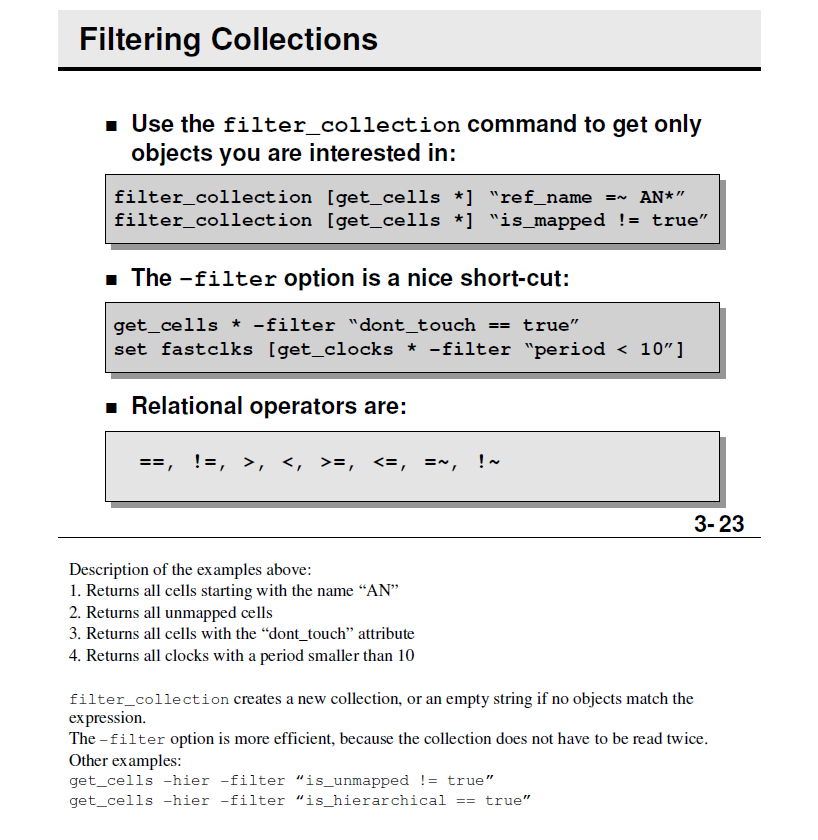 Filtering Collections
■ Use the filter_collection command to get only
objects you are interested in:
filter_collection [get_cells *] “ref_name =~ AN*”
filter_collection [get_cells *] “is_mapped != true”
■ The –filter option is a nice short-cut:
get_cells * –filter “dont_touch == true”
set fastclks [get_clocks * –filter “period < 10”]
■ Relational operators are:
==, !=, >, <, >=, <=, =~, !~
3- 23
Description of the examples above:
1. Returns all cells starting with the name “AN”
2. Returns all unmapped cells
3. Returns all cells with the “dont_touch” attribute
4. Returns all clocks with a period smaller than 10
filter_collection creates a new collection, or an empty string if no objects match the
expression.
The –filter option is more efficient, because the collection does not have to be read twice.
Other examples:
get_cells –hier –filter “is_unmapped != true”
get_cells –hier –filter “is_hierarchical == true”